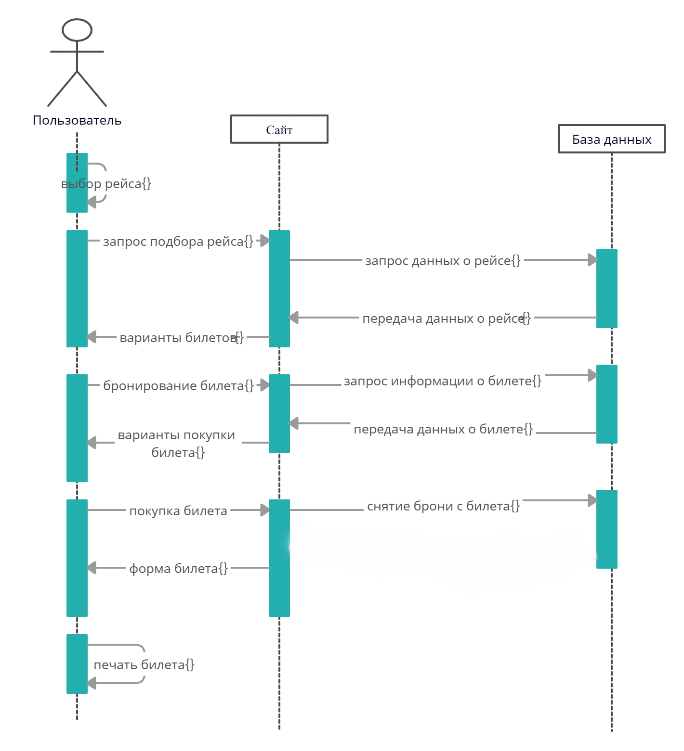 Пользователь
Сайт
База данных
выбор рейса{}
запрос подбора рейса{}
запрос данных о рейсе{}
передача данных о рейсе{}
варианты билетов{}
бронирование билета{}
запрос информации о билете{}
передача данных о билете{}
варианты покупки
билета{}
покупка билета
снятие брони с билета{}
форма билета{}
печать билета{}